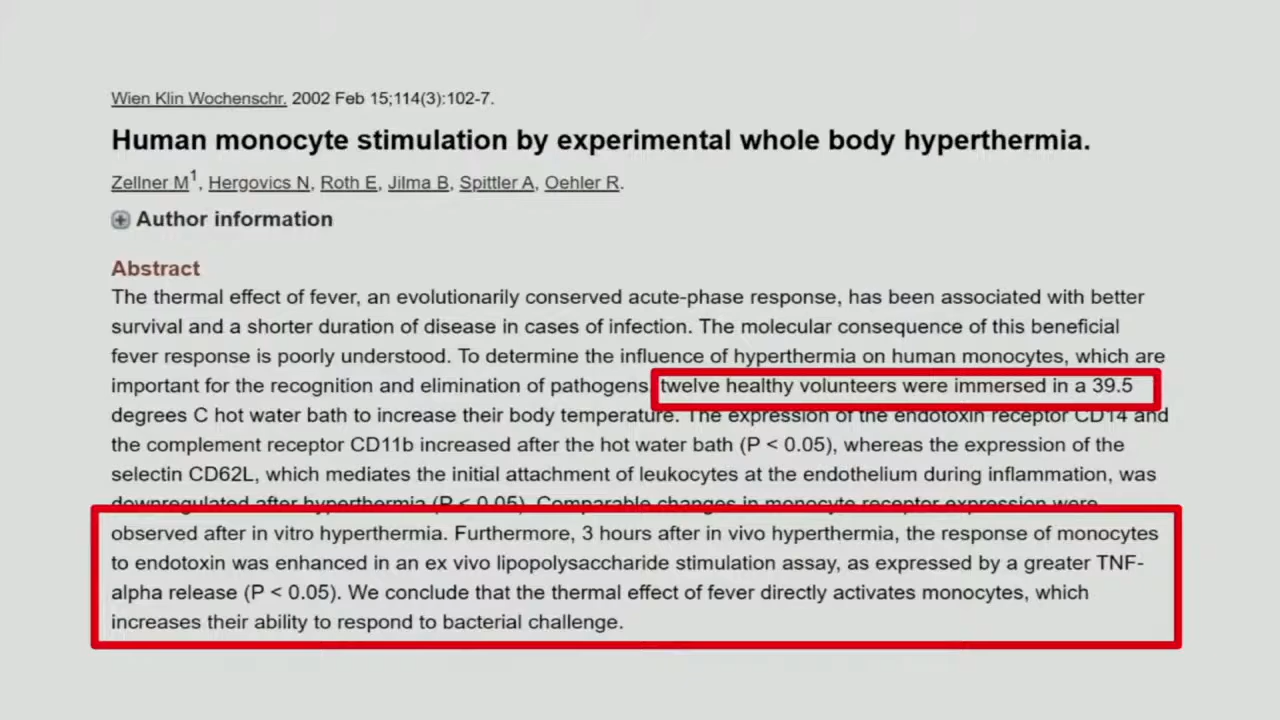 Wien Klin Wochenschr. 2002 Feb 15;114(3):102-7.
Human monocyte stimulation by experimental whole body hyperthermia.
Zellner M1, Hergovics N, Roth E, Jilma B, Spittler A, Oehler R.
Author information
Abstract
The thermal effect of fever, an evolutionarily conserved acute-phase response, has been associated with better
survival and a shorter duration of disease in cases of infection. The molecular consequence of this beneficial
fever response is poorly understood. To determine the influence of hyperthermia on human monocytes, which are
important for the recognition and elimination of pathogens, twelve healthy volunteers were immersed in a 39.5
degrees C hot water bath to increase their body temperature. The expression of the endotoxin receptor CD14 and
the complement receptor CD11b increased after the hot water bath (P < 0.05), whereas the expression of the
selectin CD62L, which mediates the initial attachment of leukocytes at the endothelium during inflammation, was
downregulated after hyperthermia (P < 0.05). Comparable changes in monocyte receptor expression were
observed after in vitro hyperthermia. Furthermore, 3 hours after in vivo hyperthermia, the response of monocytes
to endotoxin was enhanced in an ex vivo lipopolysaccharide stimulation assay, as expressed by a greater TNF-
alpha release (P < 0.05). We conclude that the thermal effect of fever directly activates monocytes, which
increases their ability to respond to bacterial challenge.